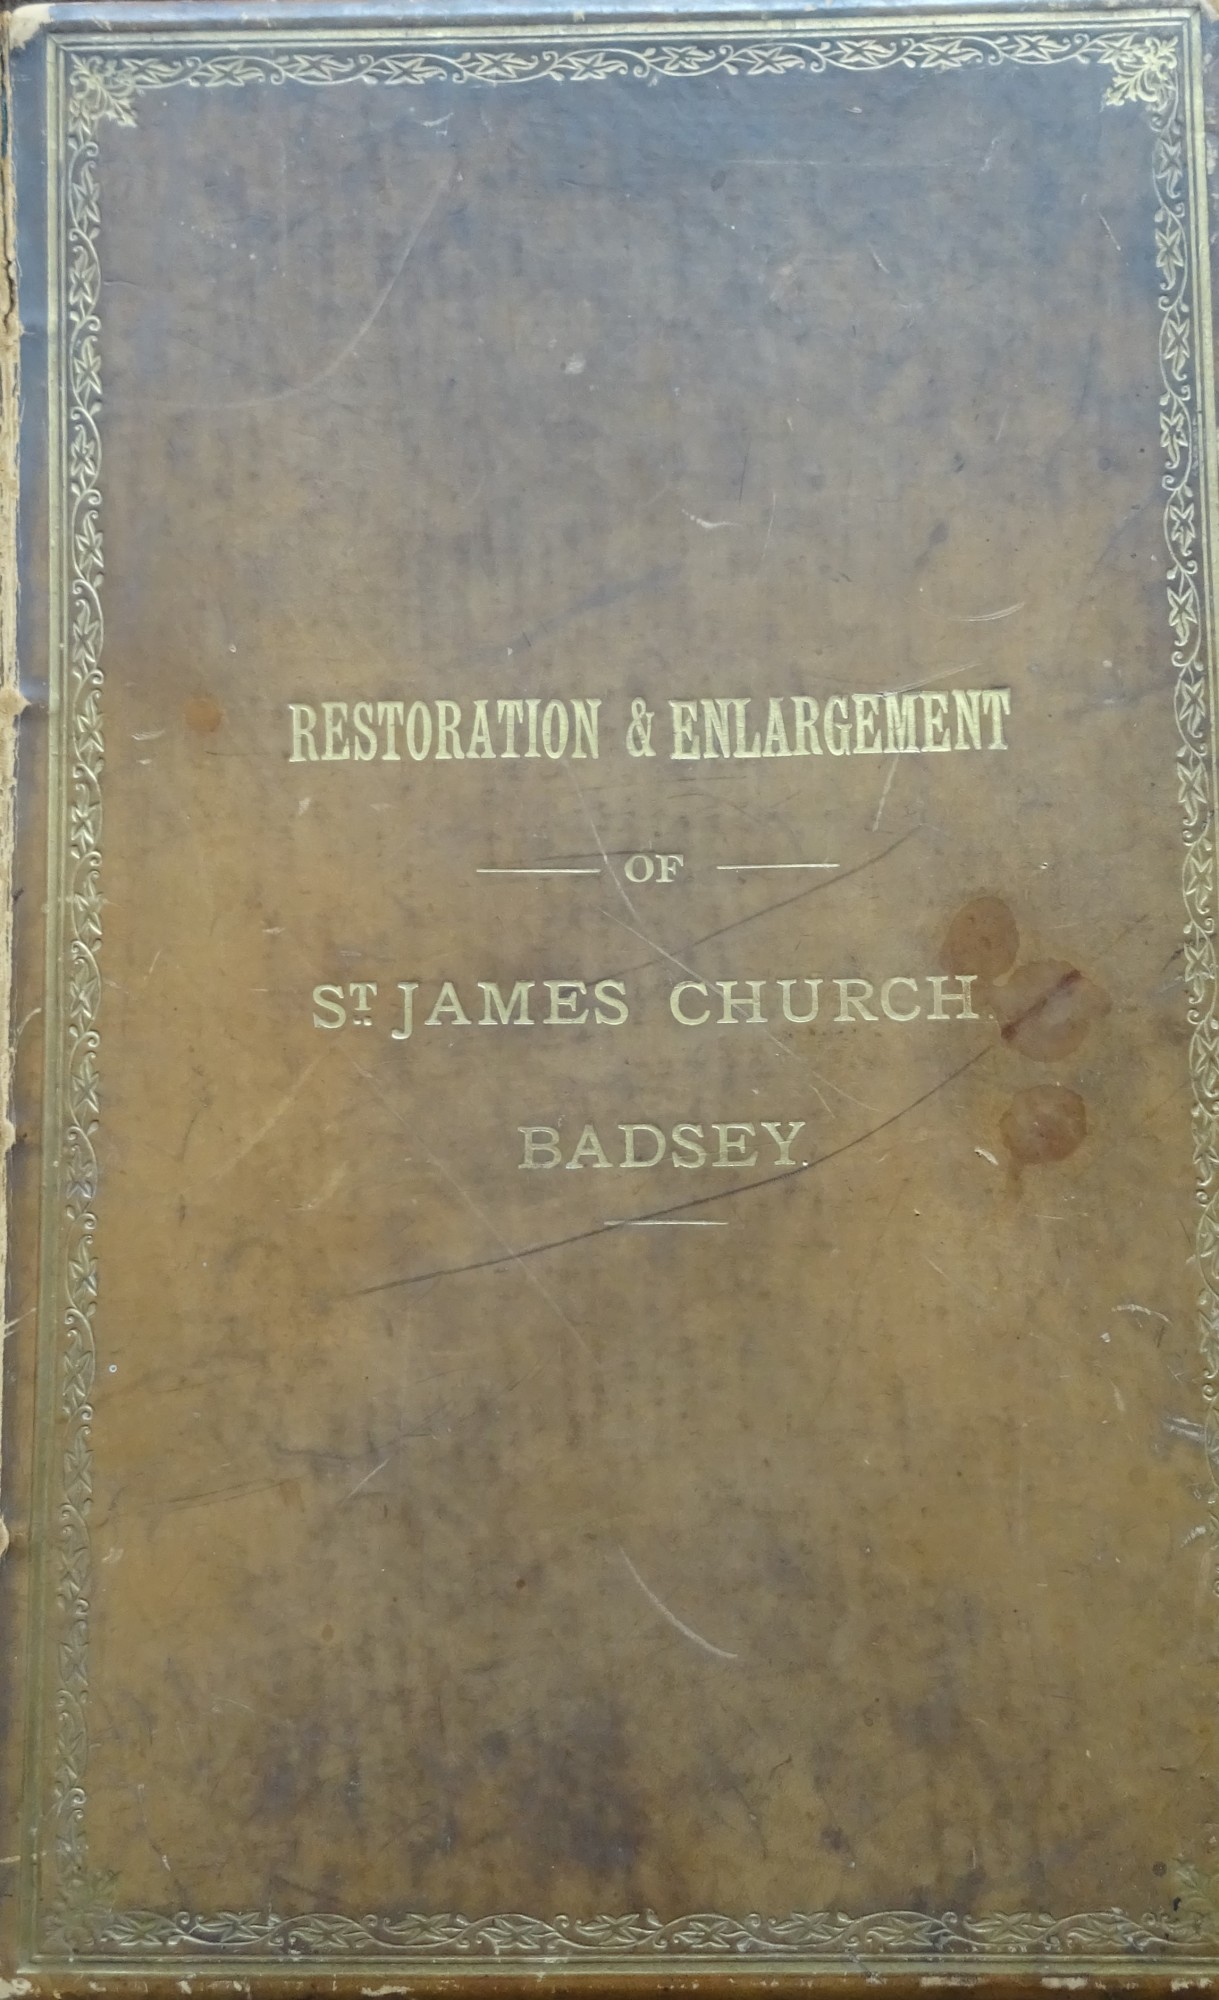 RESTORATION & ENLARGEMENT
OF
ST. JAMES CHURCH.
BADSEY.